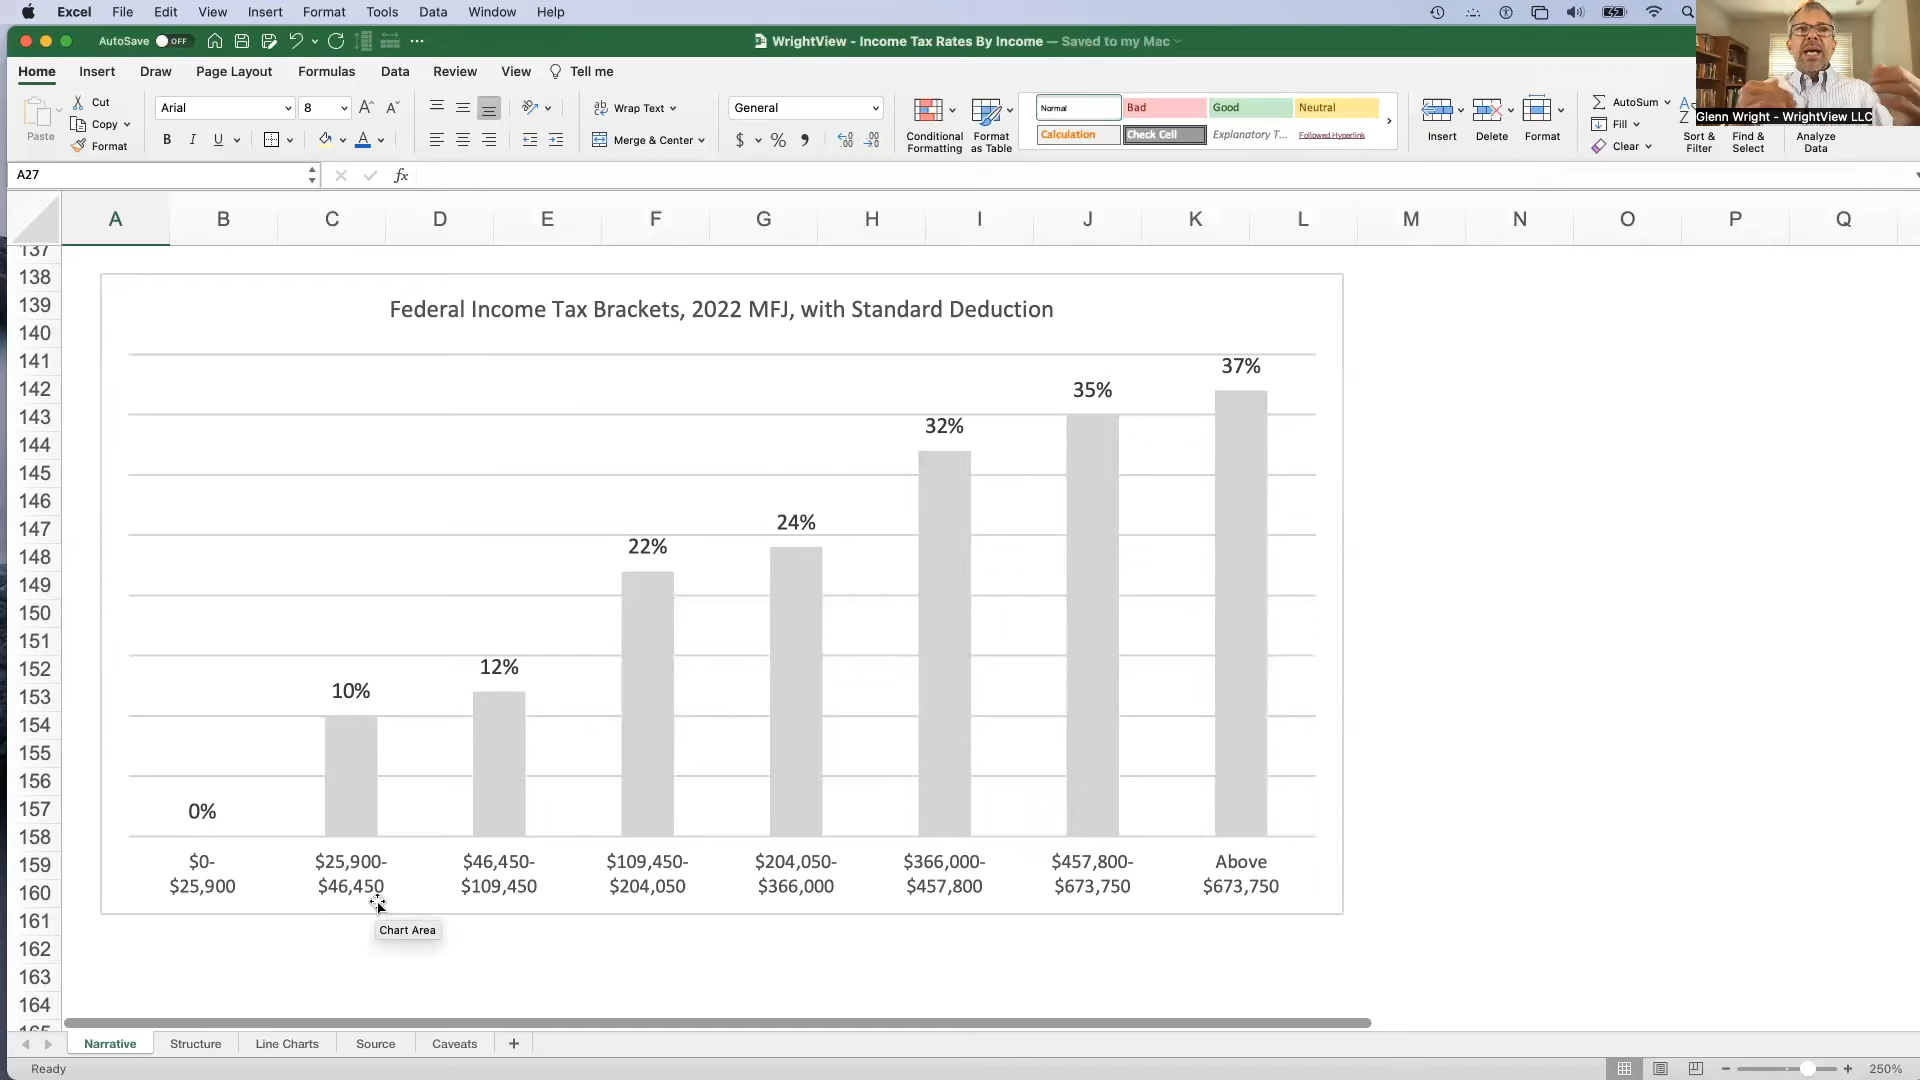 Excel File Edit View Insert Format Tools Data Window Help
AutoSave OFF
WrightView - Income Tax Rates By Income — Saved to my Mac
Home Insert Draw Page Layout Formulas Data Review View Tell me
Paste
Cut
Copy
Format
Arial 8
B I U
Wrap Text
Merge & Center
General
$ % ,
Conditional Formatting
Format as Table
Normal Bad Good Neutral
Calculation Check Cell Explanatory T... Followed Hyperlink
Insert Delete Format
AutoSum
Fill
Clear
Sort & Filter
Find & Select
Analyze Data
Glenn Wright - WrightView LLC
A27
fx
A B C D E F G H I J K L M N O P Q
137
138
139
140
141
142
143
144
145
146
147
148
149
150
151
152
153
154
155
156
157
158
159
160
161
162
163
164
165
Federal Income Tax Brackets, 2022 MFJ, with Standard Deduction
0% 10% 12% 22% 24% 32% 35% 37%
$0- $25,900- $46,450- $109,450- $204,050- $366,000- $457,800- Above
$25,900 $46,450 $109,450 $204,050 $366,000 $457,800 $673,750 $673,750
Chart Area
Narrative Structure Line Charts Source Caveats +
Ready
250%